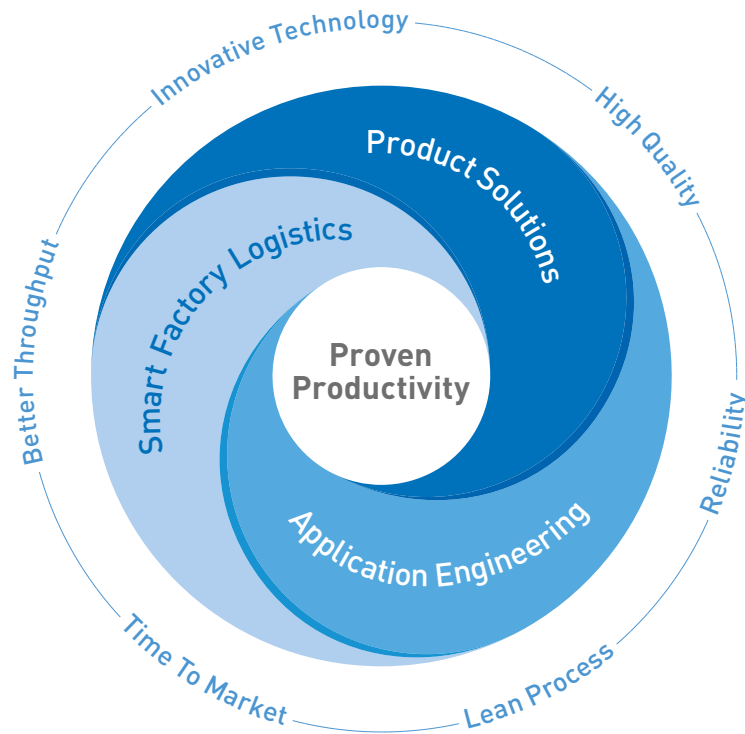 Innovative Technology
High Quality
Reliability
Lean Process
Time To Market
Better Throughput
Product Solutions
Smart Factory Logistics
Application Engineering
Proven
Productivity